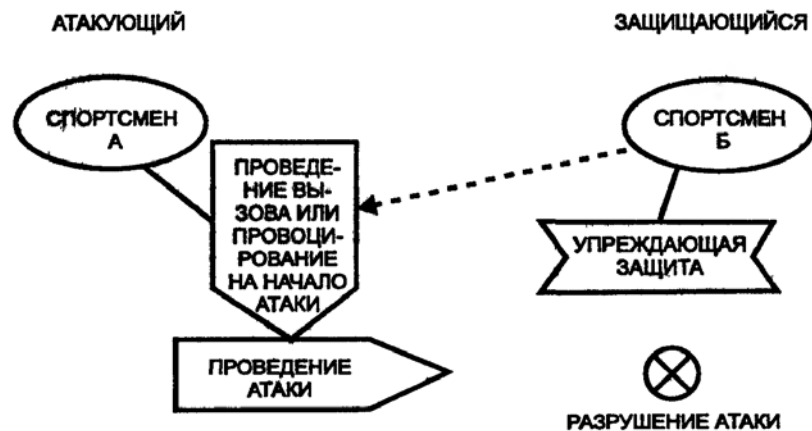 АТАКУЮЩИЙ
ЗАЩИЩАЮЩИЙСЯ
СПОРТСМЕН
А
СПОРТСМЕН
Б
ПРОВЕДЕ-
НИЕ ВЫ-
ЗОВА ИЛИ
ПРОВОЦИ-
РОВАНИЕ
НА НАЧАЛО
АТАКИ
УПРЕЖДАЮЩАЯ
ЗАЩИТА
ПРОВЕДЕНИЕ
АТАКИ
РАЗРУШЕНИЕ АТАКИ